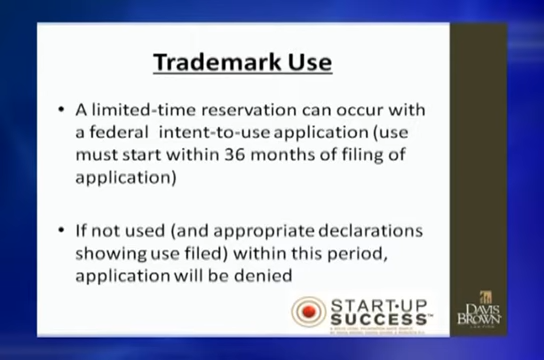 Trademark Use
• A limited-time reservation can occur with
a federal intent-to-use application (use
must start within 36 months of filing of
application)
• If not used (and appropriate declarations
showing use filed) within this period,
application will be denied
START-UP
SUCCESS™
DAVIS
BROWN